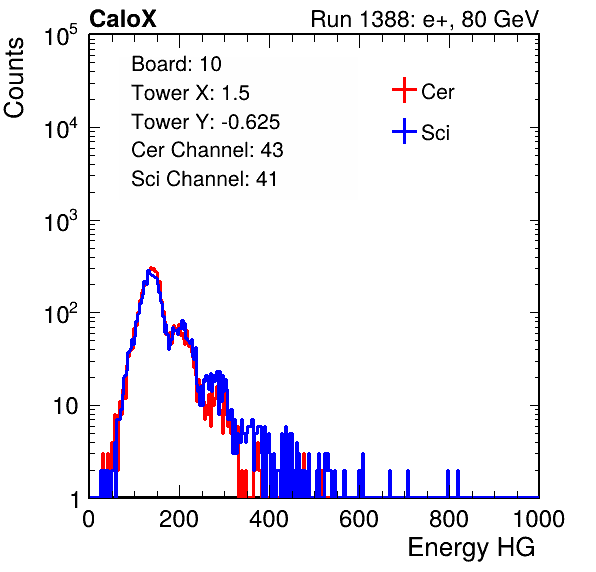 CaloX Run 1388: e+, 80 GeV
Counts
10^5
10^4
10^3
10^2
10
1
Board: 10
Tower X: 1.5
Tower Y: -0.625
Cer Channel: 43
Sci Channel: 41
Cer
Sci
0 200 400 600 800 1000
Energy HG